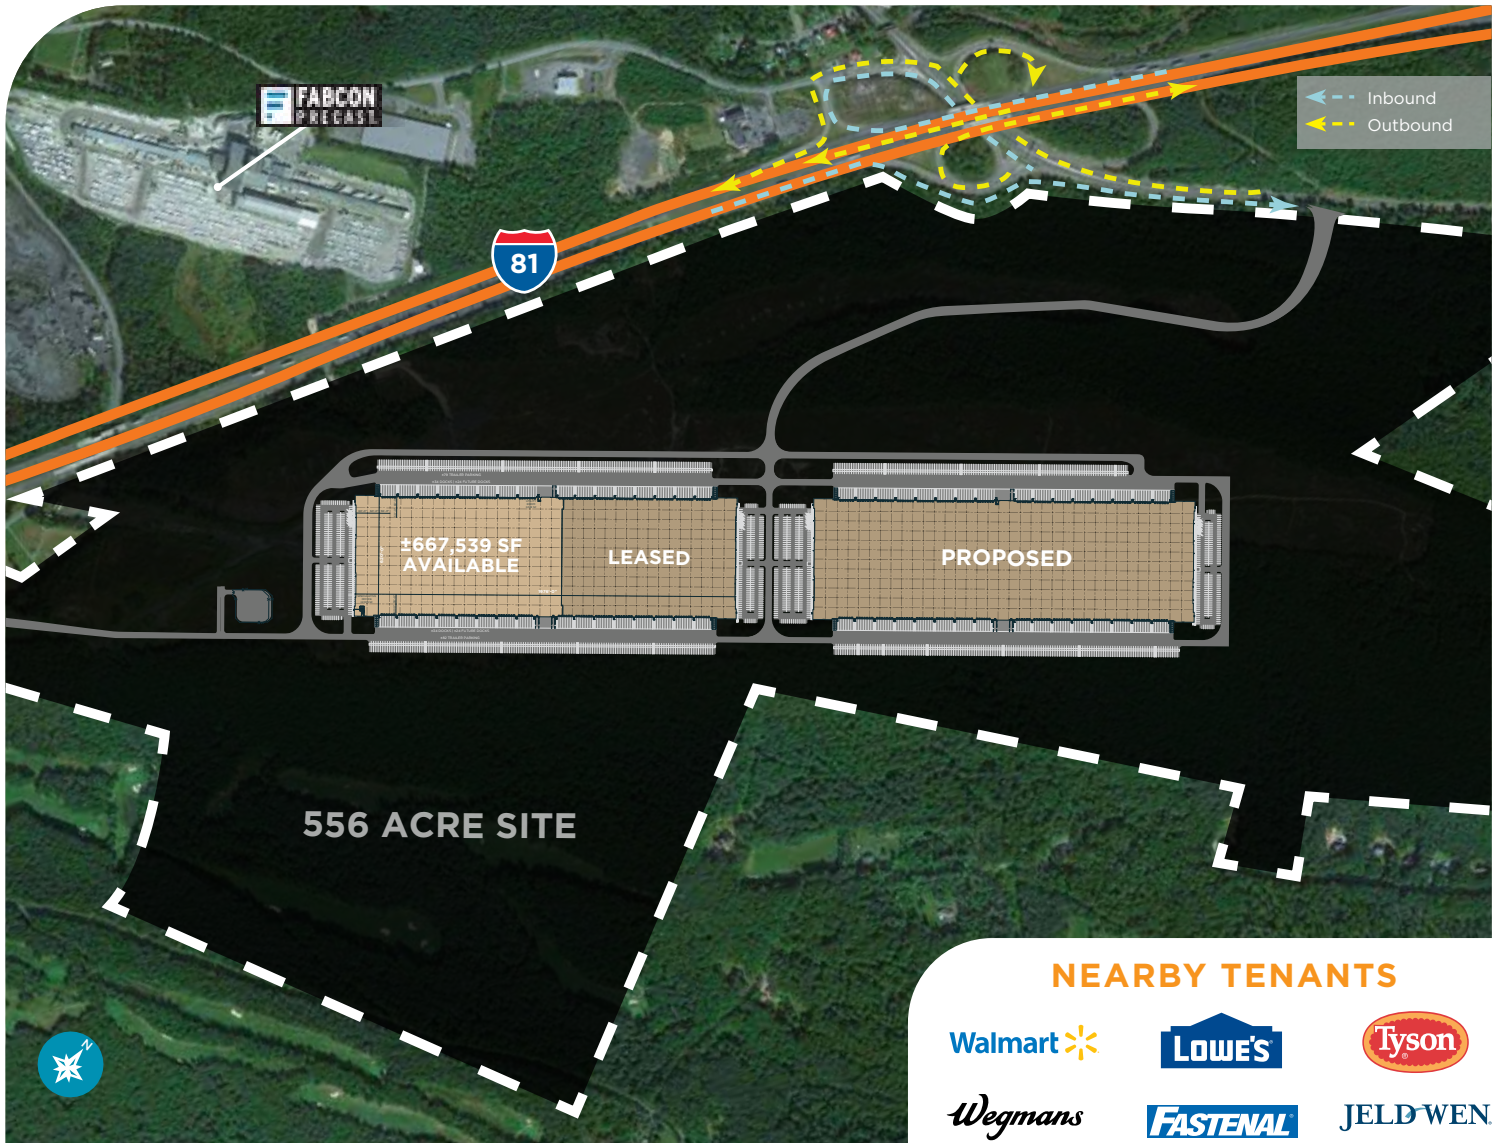 FABCON
PRECAST
Inbound
Outbound
81
±667,539 SF
AVAILABLE
LEASED
PROPOSED
556 ACRE SITE
N
NEARBY TENANTS
Walmart
LOWE'S
Tyson
Wegmans
FASTENAL
JELD WEN